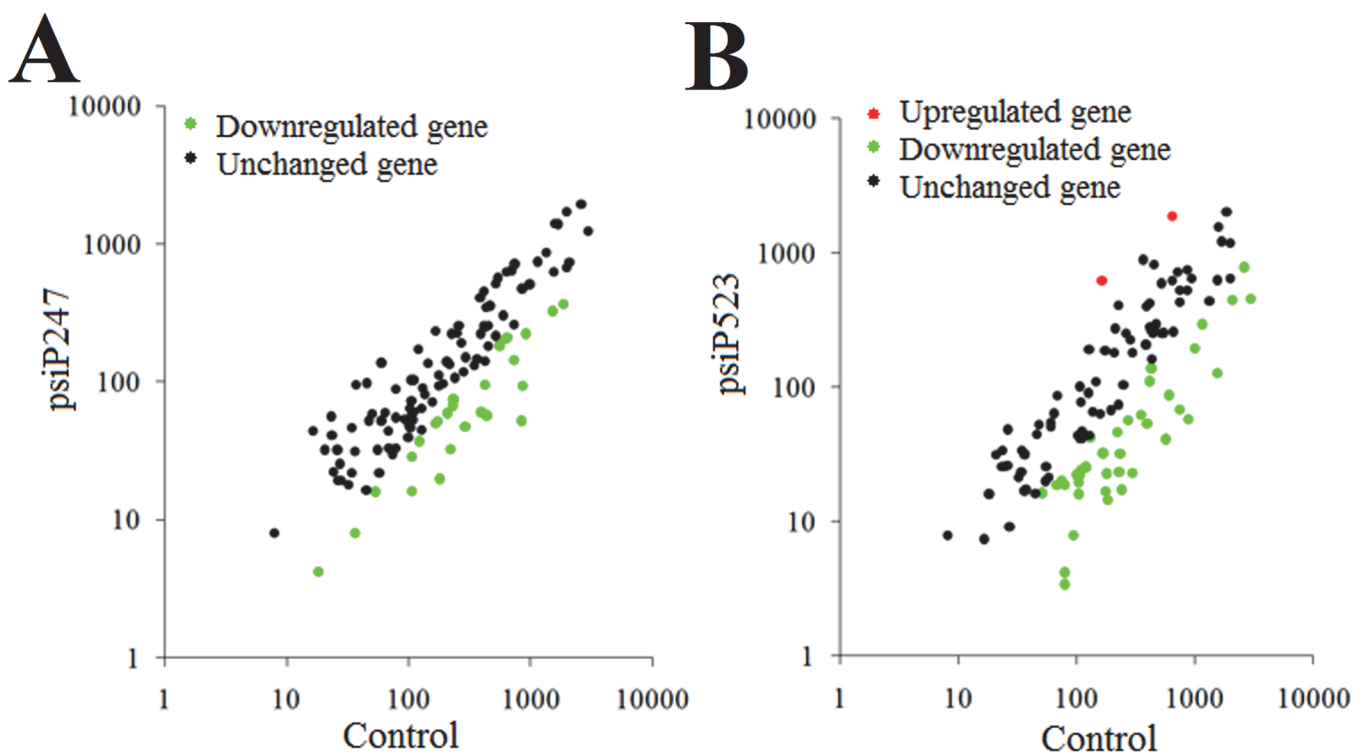 A
10000
1000
100
10
1
psiP247
Downregulated gene
Unchanged gene
1 10 100 1000 10000
Control
B
10000
1000
100
10
1
psiP523
Upregulated gene
Downregulated gene
Unchanged gene
1 10 100 1000 10000
Control